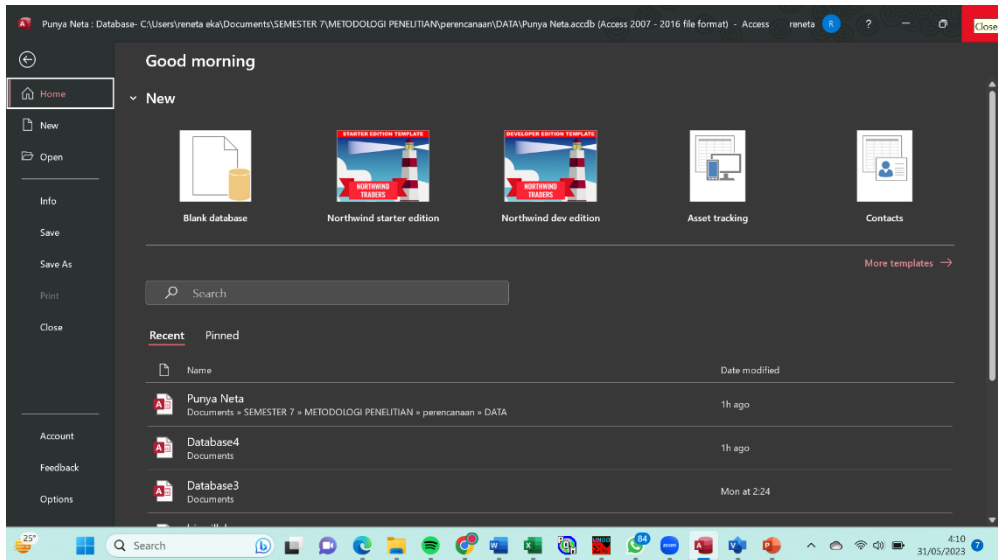 Punya Neta : Database- C:\Users\reneta eka\Documents\SEMESTER 7\METODOLOGI PENELITIAN\perencanaan\DATA\Punya Neta.accdb (Access 2007 - 2016 file format) - Access reneta R ?
Close
Good morning
Home
New
New
Open
Info
Save
Save As
Print
Close
Account
Feedback
Options
STARTER EDITION TEMPLATE
NORTHWIND
TRADERS
DEVELOPER EDITION TEMPLATE
NORTHWIND
TRADERS
Blank database
Northwind starter edition
Northwind dev edition
Asset tracking
Contacts
More templates
Search
Recent Pinned
Name Date modified
Punya Neta
Documents » SEMESTER 7 » METODOLOGI PENELITIAN » perencanaan » DATA
1h ago
Database4
Documents
1h ago
Database3
Documents
Mon at 2:24
25°
Search
LINGO
84
zoom
4:10
31/05/2023
7